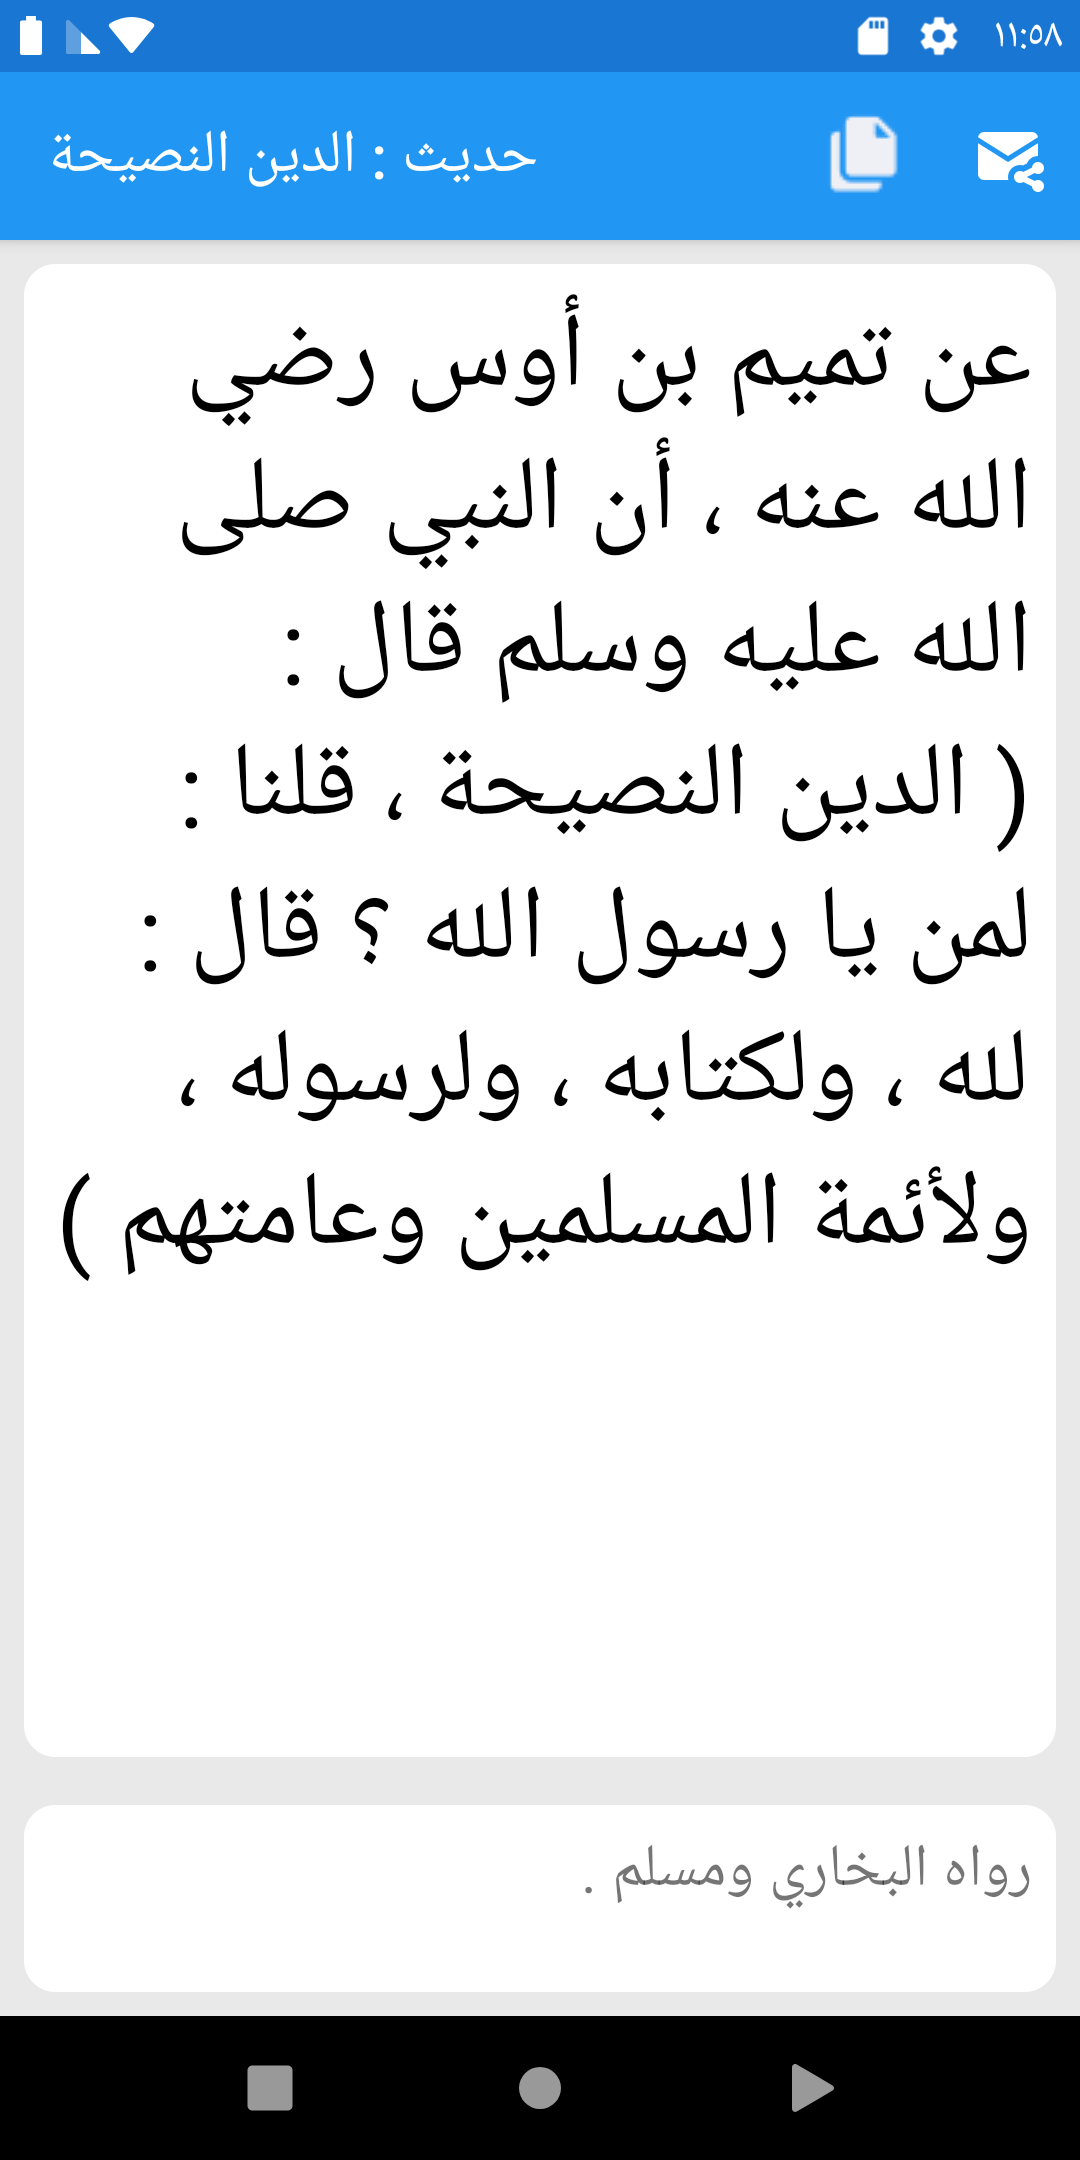 ١١:٥٨
حديث : الدين النصيحة
عن تميم بن أوس رضي
الله عنه ، أن النبي صلى
الله عليه وسلم قال :
( الدين النصيحة ، قلنا :
لمن يا رسول الله ؟ قال :
لله ، ولكتابه ، ولرسوله ،
ولأئمة المسلمين وعامتهم )
رواه البخاري ومسلم .